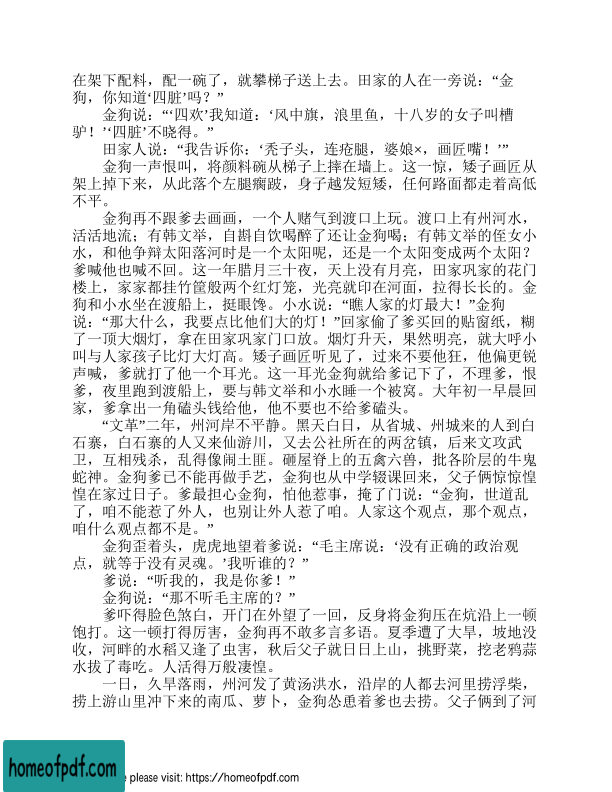 在架下配料，配一碗了，就攀梯子送上去。田家的人在一旁说：“金
狗，你知道‘四脏’吗？”
金狗说：“‘四欢’我知道：‘风中旗，浪里鱼，十八岁的女子叫槽
驴！’‘四脏’不晓得。”
田家人说：“我告诉你：‘秃子头，连疮腿，婆娘×，画匠嘴！’”
金狗一声恨叫，将颜料碗从梯子上摔在墙上。这一惊，矮子画匠从
架上掉下来，从此落个左腿瘸跛，身子越发短矮，任何路面都走着高低
不平。
金狗再不跟爹去画画，一个人赌气到渡口上玩。渡口上有州河水，
活活地流；有韩文举，自斟自饮喝醉了还让金狗喝；有韩文举的侄女小
水，和他争辩太阳落河时是一个太阳呢，还是一个太阳变成两个太阳？
爹喊他也喊不回。这一年腊月三十夜，天上没有月亮，田家巩家的花门
楼上，家家都挂竹筐般两个红灯笼，光亮就印在河面，拉得长长的。金
狗和小水坐在渡船上，挺眼馋。小水说：“瞧人家的灯最大！”金狗
说：“那大什么，我要点比他们大的灯！”回家偷了爹买回的贴窗纸，糊
了一顶大烟灯，拿在田家巩家门口放。烟灯升天，果然明亮，就大呼小
叫与人家孩子比灯大灯高。矮子画匠听见了，过来不要他狂，他偏更锐
声喊，爹就打了他一个耳光。这一耳光金狗就给爹记下了，不理爹，恨
爹，夜里跑到渡船上，要与韩文举和小水睡一个被窝。大年初一早晨回
家，爹拿出一角磕头钱给他，他不要也不给爹磕头。
“文革”二年，州河岸不平静。黑天白日，从省城、州城来的人到白
石寨，白石寨的人又来仙游川，又去公社所在的两岔镇，后来文攻武
卫，互相残杀，乱得像闹土匪。砸屋脊上的五禽六兽，批各阶层的牛鬼
蛇神。金狗爹已不能再做手艺，金狗也从中学辍课回来，父子俩惊惊惶
惶在家过日子。爹最担心金狗，怕他惹事，掩了门说：“金狗，世道乱
了，咱不能惹了外人，也别让外人惹了咱。人家这个观点，那个观点，
咱什么观点都不是。”
金狗歪着头，虎虎地望着爹说：“毛主席说：‘没有正确的政治观
点，就等于没有灵魂。’我听谁的？”
爹说：“听我的，我是你爹！”
金狗说：“那不听毛主席的？”
爹吓得脸色煞白，开门在外望了一回，反身将金狗压在炕沿上一顿
饱打。这一顿打得厉害，金狗再不敢多言多语。夏季遭了大旱，坡地没
收，河畔的水稻又逢了虫害，秋后父子就日日上山，挑野菜，挖老鸦蒜
水拔了毒吃。人活得万般凄惶。
一日，久旱落雨，州河发了黄汤洪水，沿岸的人都去河里捞浮柴，
捞上游山里冲下来的南瓜、萝卜，金狗怂恿着爹也去捞。父子俩到了河
homeofpdf.com
e please visit: https://homeofpdf.com